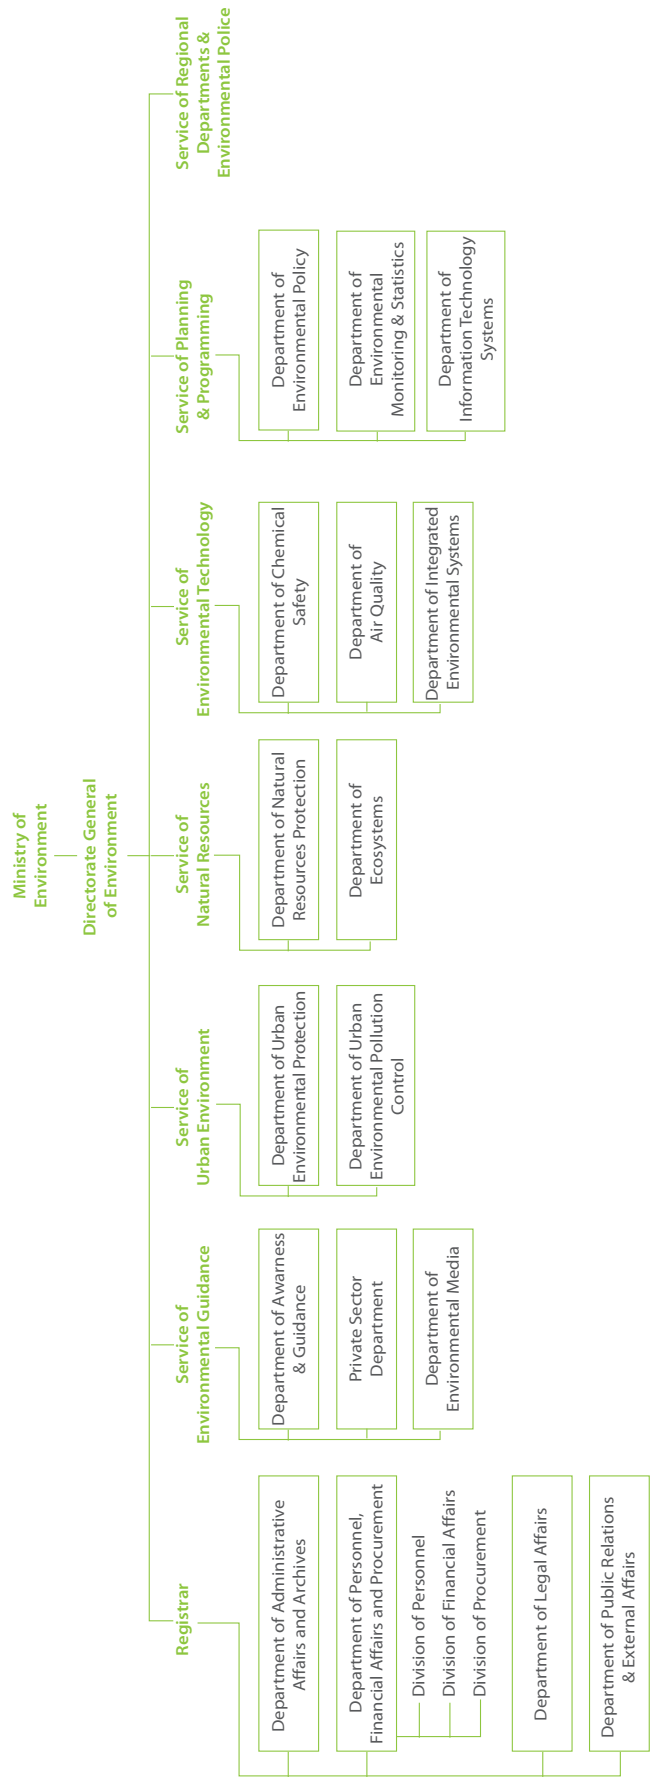 Ministry of
Environment
Directorate General
of Environment
Registrar
Department of Administrative
Affairs and Archives
Department of Personnel,
Financial Affairs and Procurement
Division of Personnel
Division of Financial Affairs
Division of Procurement
Department of Legal Affairs
Department of Public Relations
& External Affairs
Service of
Environmental Guidance
Department of Awarness
& Guidance
Private Sector
Department
Department of
Environmental Media
Service of
Urban Environment
Department of Urban
Environmental Protection
Department of Urban
Environmental Pollution
Control
Service of
Natural Resources
Department of Natural
Resources Protection
Department of
Ecosystems
Service of
Environmental Technology
Department of Chemical
Safety
Department of
Air Quality
Department of Integrated
Environmental Systems
Service of Planning
& Programming
Department of
Environmental Policy
Department of
Environmental
Monitoring & Statistics
Department of
Information Technology
Systems
Service of Regional
Departments &
Environmental Police